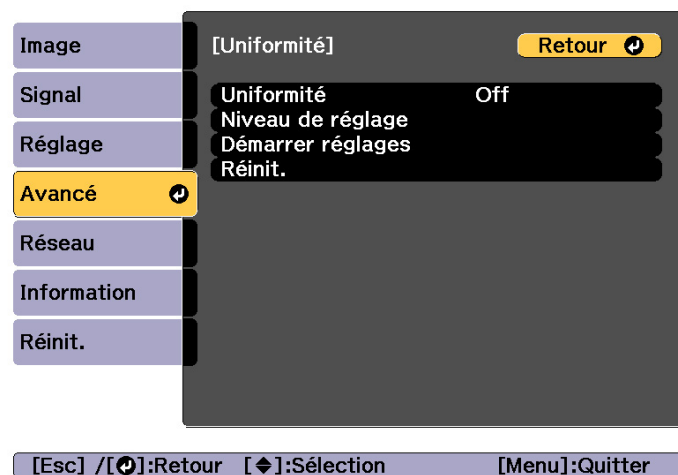 Image
Signal
Réglage
Avancé
Réseau
Information
Réinit.
[Uniformité] Retour
Uniformité Off
Niveau de réglage
Démarrer réglages
Réinit.
[Esc] /[ ]:Retour [ ]:Sélection [Menu]:Quitter